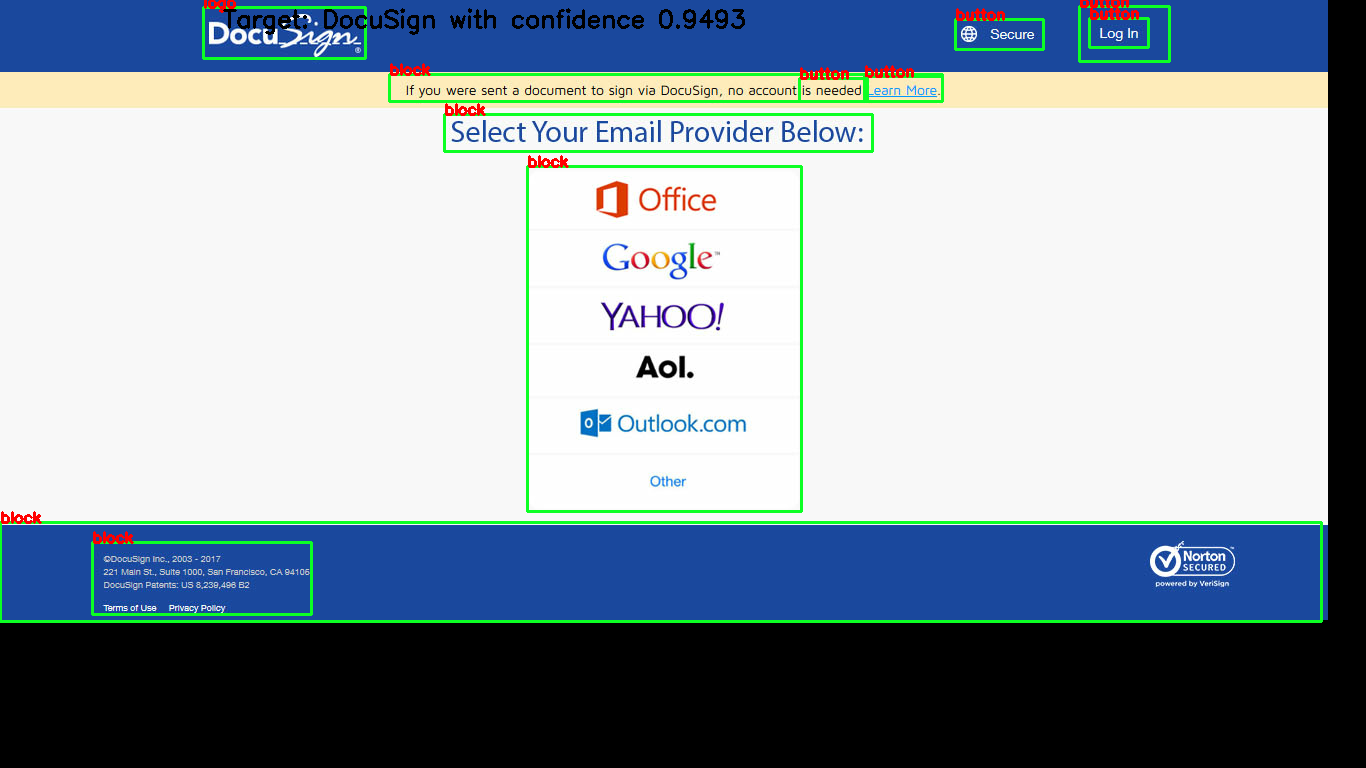 logo
Target: DocuSign with confidence 0.9493
DocuSign®
button
Secure
button
button
Log In
block
button
button
If you were sent a document to sign via DocuSign, no account is needed Learn More.
block
Select Your Email Provider Below:
block
Office
Google™
YAHOO!
Aol.
Outlook.com
Other
block
block
©DocuSign Inc., 2003 - 2017
221 Main St., Suite 1000, San Francisco, CA 94105
DocuSign Patents: US 8,239,496 B2
Terms of Use Privacy Policy
Norton™
SECURED
powered by VeriSign